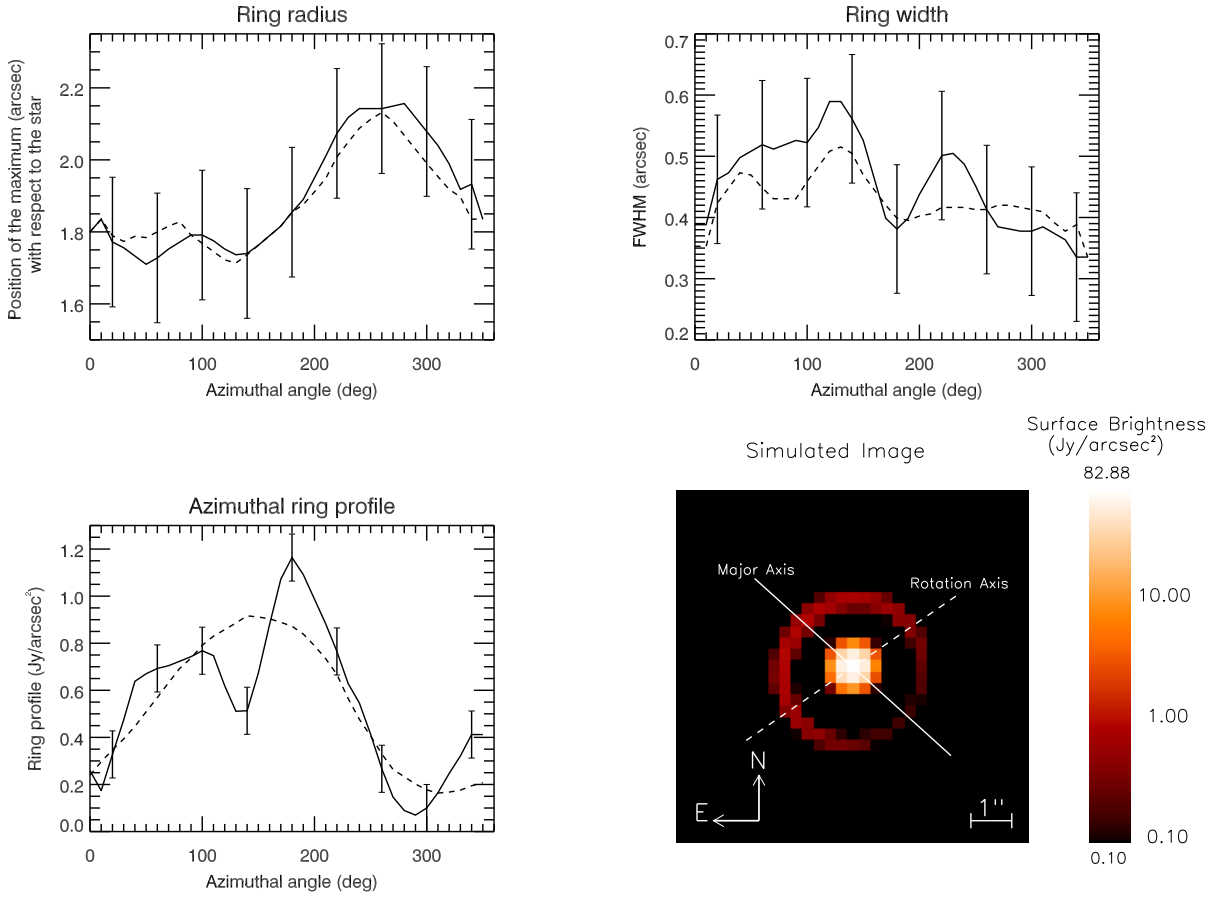 Ring radius
Position of the maximum (arcsec)
with respect to the star
2.2
2.0
1.8
1.6
0 100 200 300
Azimuthal angle (deg)
Ring width
FWHM (arcsec)
0.7
0.6
0.5
0.4
0.3
0.2
0 100 200 300
Azimuthal angle (deg)
Azimuthal ring profile
Ring profile (Jy/arcsec²)
1.2
1.0
0.8
0.6
0.4
0.2
0.0
0 100 200 300
Azimuthal angle (deg)
Simulated Image
Major Axis
Rotation Axis
N
E
1''
Surface Brightness
(Jy/arcsec²)
82.88
10.00
1.00
0.10
0.10